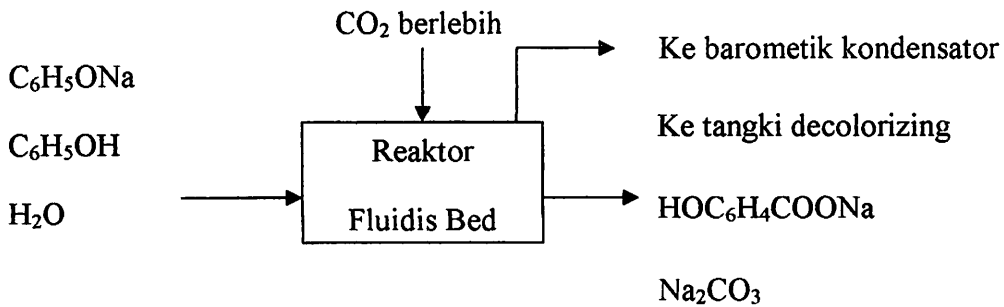 CO₂ berlebih
C₆H₅ONa
C₆H₅OH
H₂O
Reaktor
Fluidis Bed
Ke barometik kondensator
Ke tangki decolorizing
HOC₆H₄COONa
Na₂CO₃